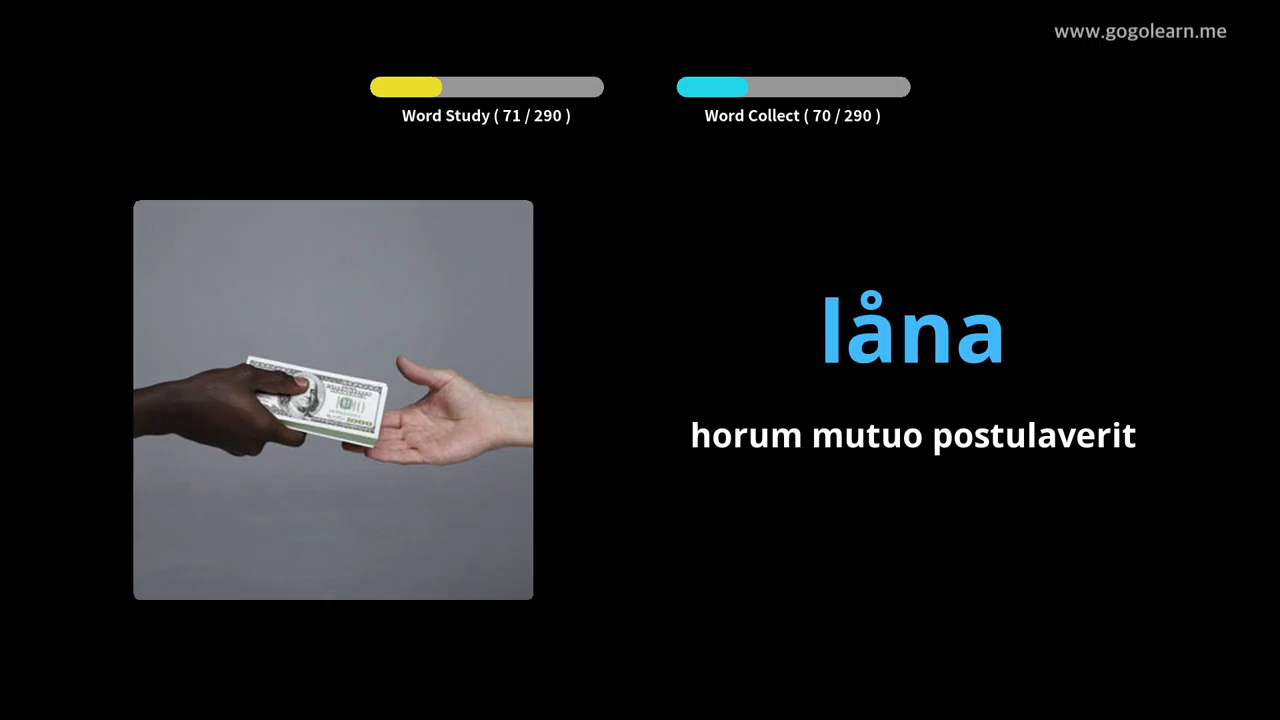 www.gogolearn.me
Word Study ( 71 / 290 )
Word Collect ( 70 / 290 )
låna
horum mutuo postulaverit